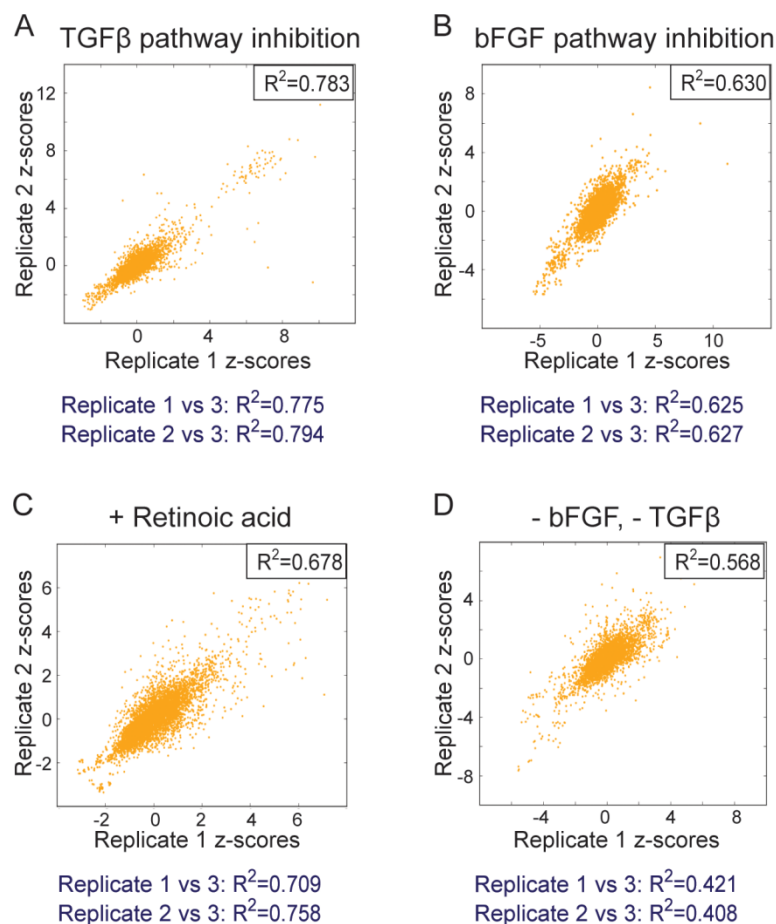 A TGFβ pathway inhibition
R²=0.783
12
8
4
0
Replicate 2 z-scores
0 4 8
Replicate 1 z-scores
Replicate 1 vs 3: R²=0.775
Replicate 2 vs 3: R²=0.794
B bFGF pathway inhibition
R²=0.630
8
4
0
-4
Replicate 2 z-scores
-5 0 5 10
Replicate 1 z-scores
Replicate 1 vs 3: R²=0.625
Replicate 2 vs 3: R²=0.627
C + Retinoic acid
R²=0.678
6
4
2
0
-2
Replicate 2 z-scores
-2 0 2 4 6
Replicate 1 z-scores
Replicate 1 vs 3: R²=0.709
Replicate 2 vs 3: R²=0.758
D - bFGF, - TGFβ
R²=0.568
4
0
-4
-8
Replicate 2 z-scores
-4 0 4 8
Replicate 1 z-scores
Replicate 1 vs 3: R²=0.421
Replicate 2 vs 3: R²=0.408